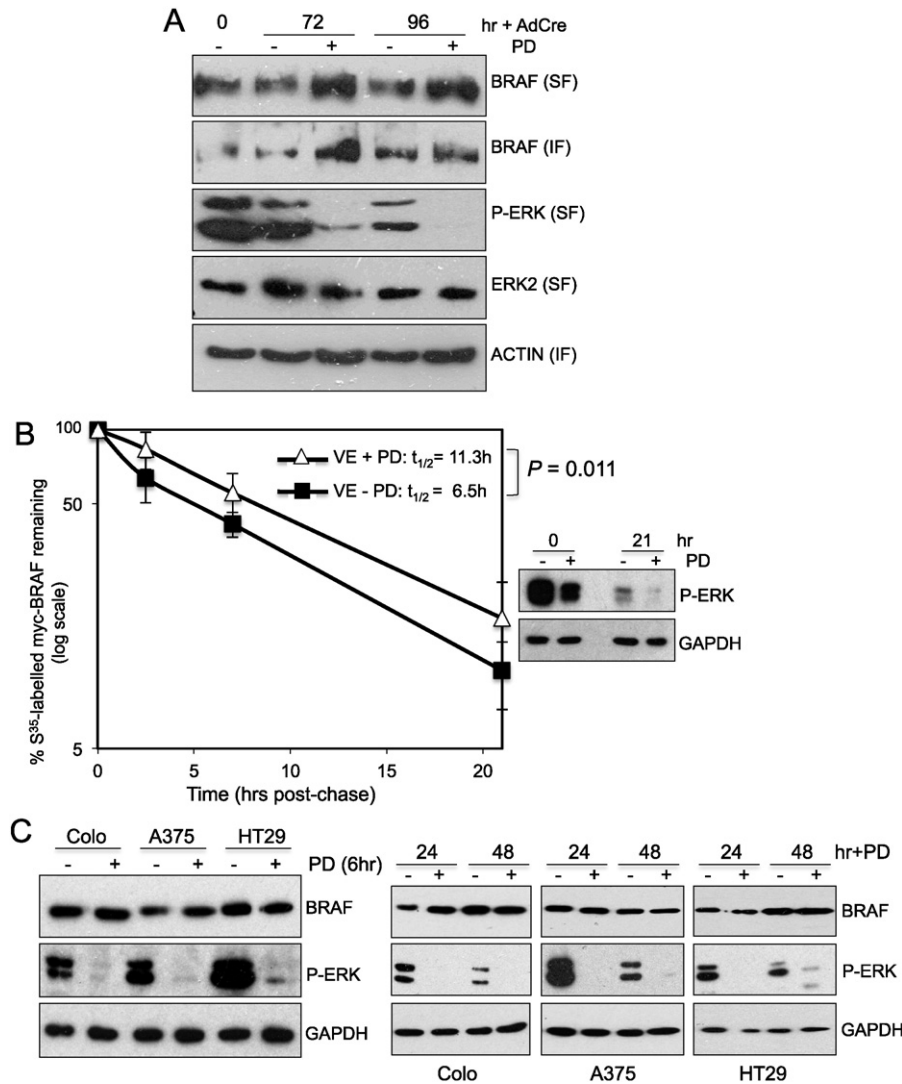 A
0 72 96 hr + AdCre
- - + - + PD
BRAF (SF)
BRAF (IF)
P-ERK (SF)
ERK2 (SF)
ACTIN (IF)
B
100
50
5
% S35-labelled myc-BRAF remaining
(log scale)
VE + PD: t1/2= 11.3h
VE - PD: t1/2= 6.5h
P = 0.011
0 5 10 15 20
Time (hrs post-chase)
0 21 hr
- + - + PD
P-ERK
GAPDH
C
Colo A375 HT29
- + - + - + PD (6hr)
BRAF
P-ERK
GAPDH
24 48 24 48 24 48 hr+PD
- + - + - + - + - + - +
BRAF
P-ERK
GAPDH
Colo A375 HT29